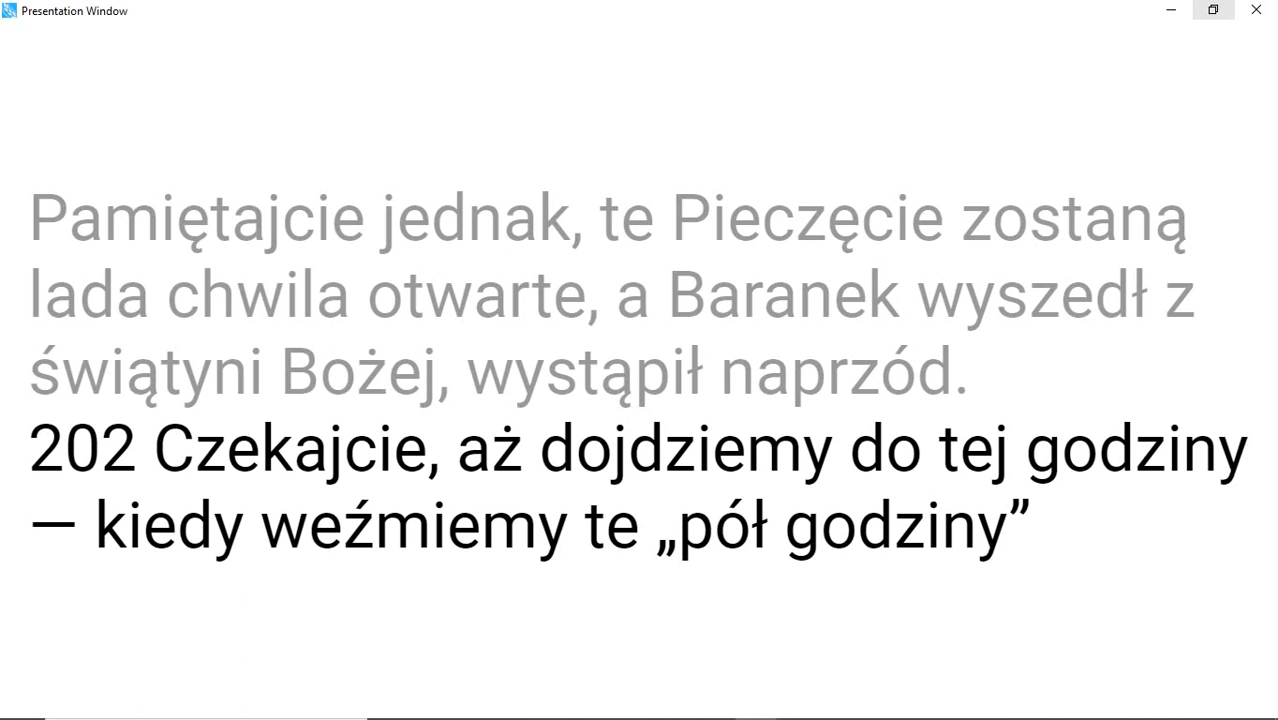 Presentation Window
Pamiętajcie jednak, te Pieczęcie zostaną
lada chwila otwarte, a Baranek wyszedł z
świątyni Bożej, wystąpił naprzód.
202 Czekajcie, aż dojdziemy do tej godziny
— kiedy weźmiemy te „pół godziny”